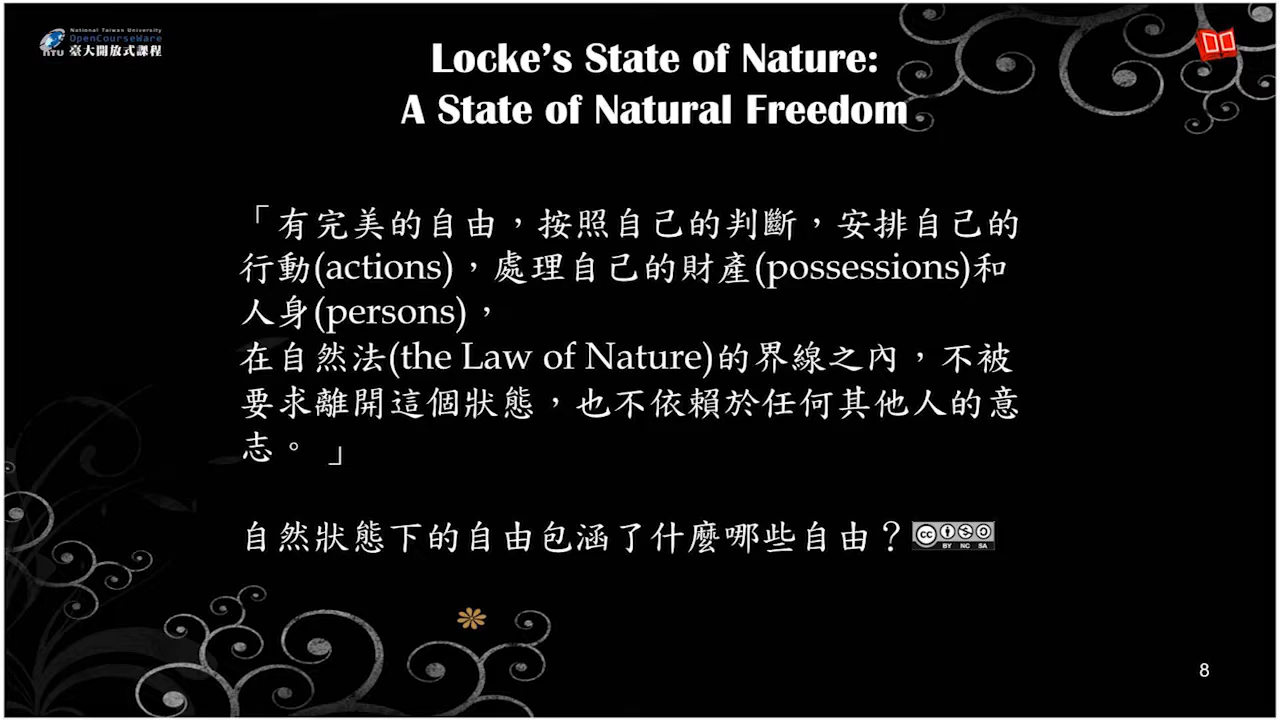 National Taiwan University
OpenCourseWare
NTU 臺大開放式課程
Locke's State of Nature:
A State of Natural Freedom
「有完美的自由，按照自己的判斷，安排自己的
行動(actions)，處理自己的財產(possessions)和
人身(persons)，
在自然法(the Law of Nature)的界線之內，不被
要求離開這個狀態，也不依賴於任何其他人的意
志。 」
自然狀態下的自由包涵了什麼哪些自由？
cc BY NC SA
8